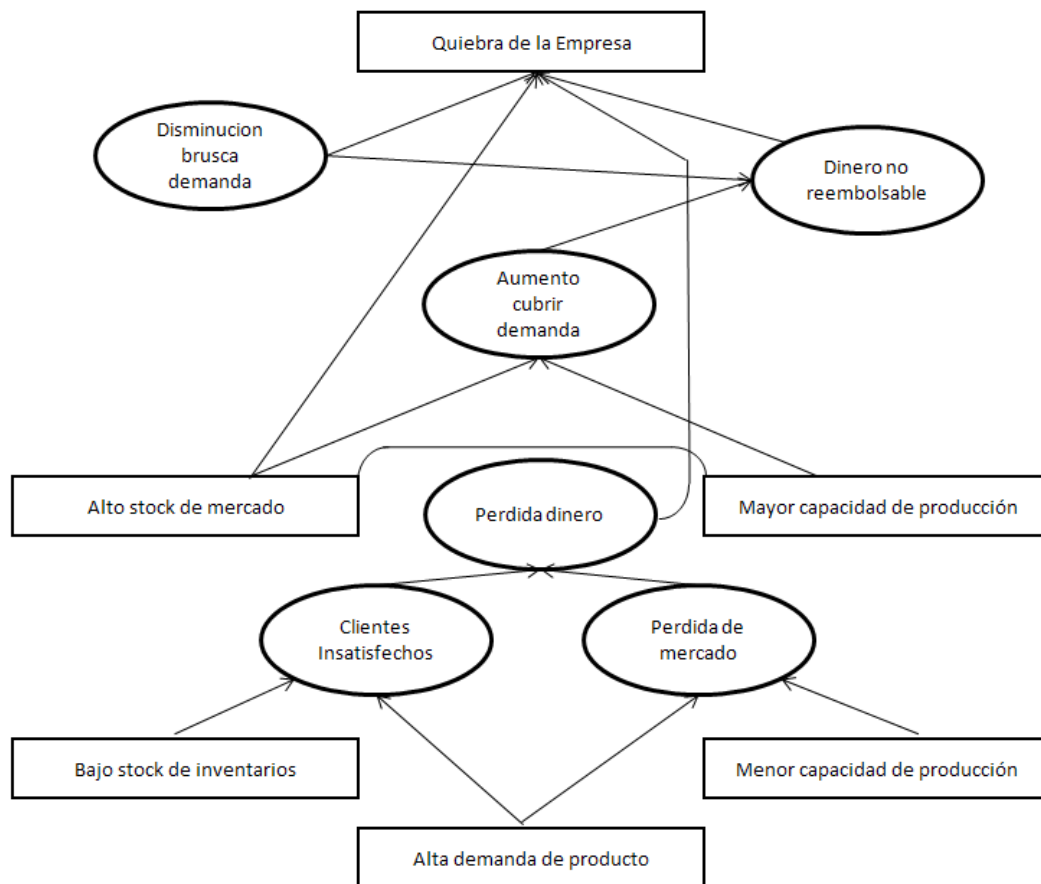 Quiebra de la Empresa
Disminucion
brusca
demanda
Dinero no
reembolsable
Aumento
cubrir
demanda
Alto stock de mercado
Perdida dinero
Mayor capacidad de producción
Clientes
Insatisfechos
Perdida de
mercado
Bajo stock de inventarios
Menor capacidad de producción
Alta demanda de producto